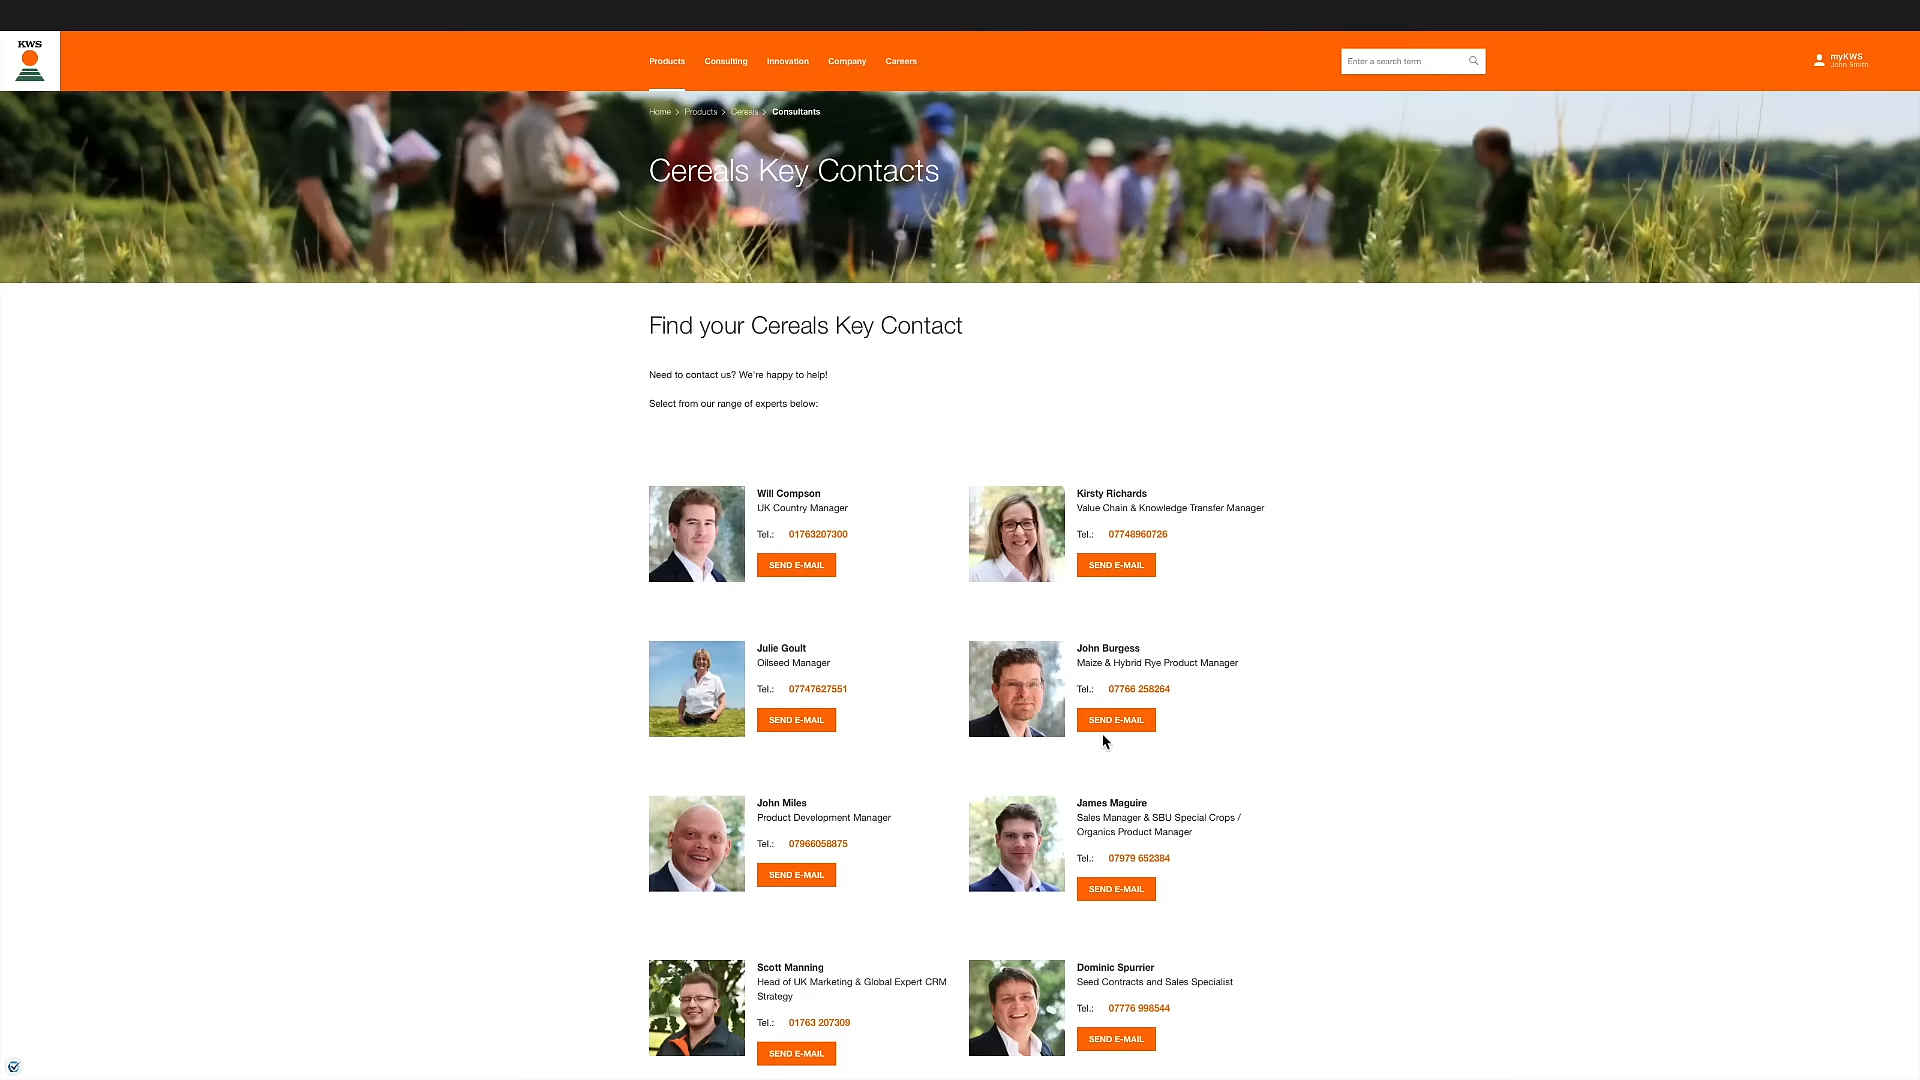 KWS
Products
Consulting
Innovation
Company
Careers
Enter a search term
myKWS
John Smith
Home > Products > Cereals > Consultants
Cereals Key Contacts
Find your Cereals Key Contact
Need to contact us? We're happy to help!
Select from our range of experts below:
Will Compson
UK Country Manager
Tel.: 01763207300
SEND E-MAIL
Kirsty Richards
Value Chain & Knowledge Transfer Manager
Tel.: 07748960726
SEND E-MAIL
Julie Goult
Oilseed Manager
Tel.: 07747627551
SEND E-MAIL
John Burgess
Maize & Hybrid Rye Product Manager
Tel.: 07766 258264
SEND E-MAIL
John Miles
Product Development Manager
Tel.: 07966058875
SEND E-MAIL
James Maguire
Sales Manager & SBU Special Crops /
Organics Product Manager
Tel.: 07979 652384
SEND E-MAIL
Scott Manning
Head of UK Marketing & Global Expert CRM
Strategy
Tel.: 01763 207309
SEND E-MAIL
Dominic Spurrier
Seed Contracts and Sales Specialist
Tel.: 07776 998544
SEND E-MAIL